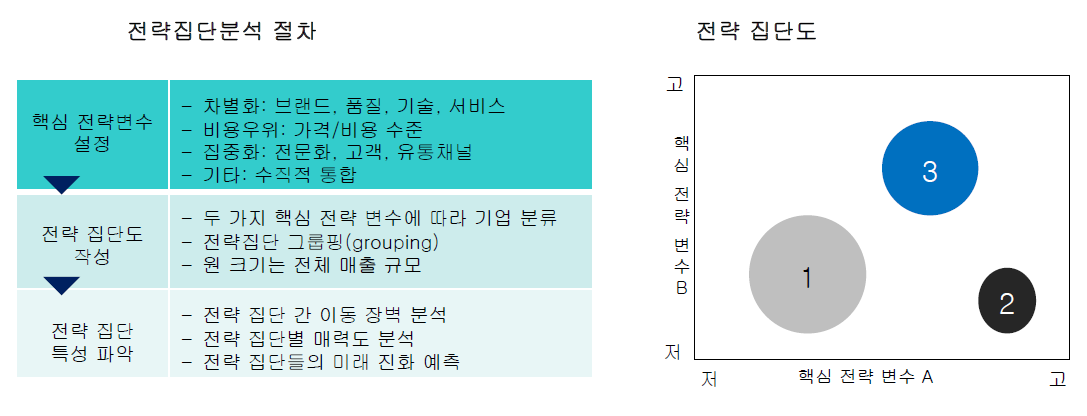 전략집단분석 절차
핵심 전략변수
설정
– 차별화: 브랜드, 품질, 기술, 서비스
– 비용우위: 가격/비용 수준
– 집중화: 전문화, 고객, 유통채널
– 기타: 수직적 통합
전략 집단도
작성
– 두 가지 핵심 전략 변수에 따라 기업 분류
– 전략집단 그룹핑(grouping)
– 원 크기는 전체 매출 규모
전략 집단
특성 파악
– 전략 집단 간 이동 장벽 분석
– 전략 집단별 매력도 분석
– 전략 집단들의 미래 진화 예측
전략 집단도
고
핵심 전략 변수 B
3
1
2
저
저
핵심 전략 변수 A
고